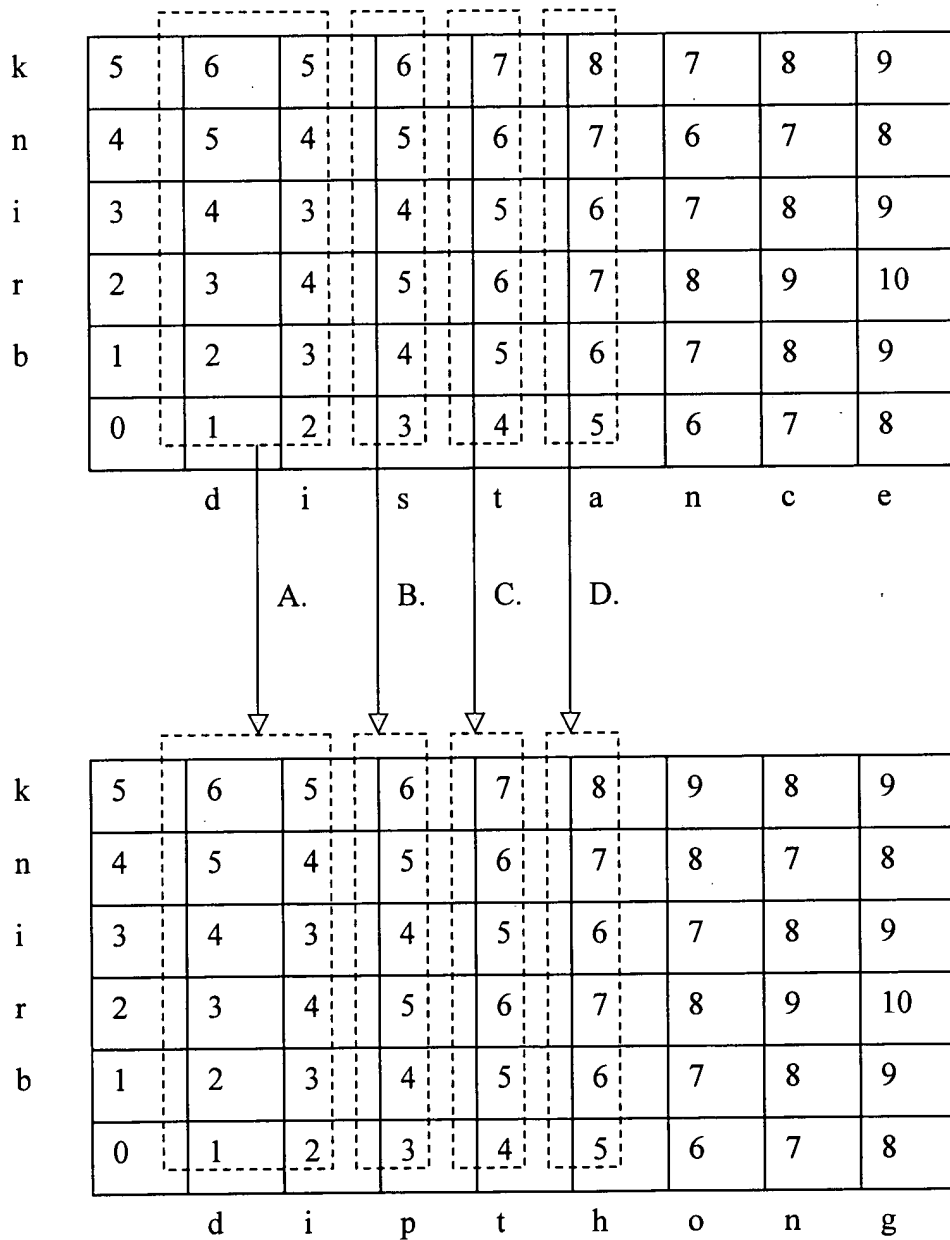 k 5 6 5 6 7 8 7 8 9
n 4 5 4 5 6 7 6 7 8
i 3 4 3 4 5 6 7 8 9
r 2 3 4 5 6 7 8 9 10
b 1 2 3 4 5 6 7 8 9
0 1 2 3 4 5 6 7 8
d i s t a n c e
A. B. C. D.
k 5 6 5 6 7 8 9 8 9
n 4 5 4 5 6 7 8 7 8
i 3 4 3 4 5 6 7 8 9
r 2 3 4 5 6 7 8 9 10
b 1 2 3 4 5 6 7 8 9
0 1 2 3 4 5 6 7 8
d i p t h o n g